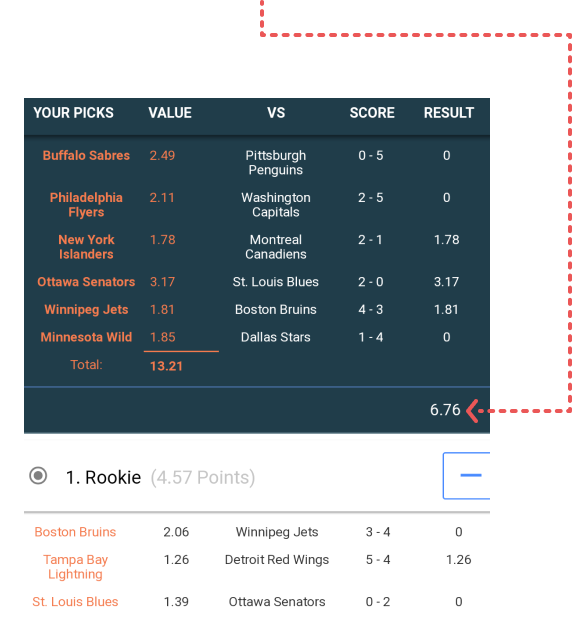 YOUR PICKS VALUE VS SCORE RESULT
Buffalo Sabres 2.49 Pittsburgh 0 - 5 0
Penguins
Philadelphia 2.11 Washington 2 - 5 0
Flyers Capitals
New York 1.78 Montreal 2 - 1 1.78
Islanders Canadiens
Ottawa Senators 3.17 St. Louis Blues 2 - 0 3.17
Winnipeg Jets 1.81 Boston Bruins 4 - 3 1.81
Minnesota Wild 1.85 Dallas Stars 1 - 4 0
Total: 13.21
6.76
1. Rookie (4.57 Points)
Boston Bruins 2.06 Winnipeg Jets 3 - 4 0
Tampa Bay 1.26 Detroit Red Wings 5 - 4 1.26
Lightning
St. Louis Blues 1.39 Ottawa Senators 0 - 2 0